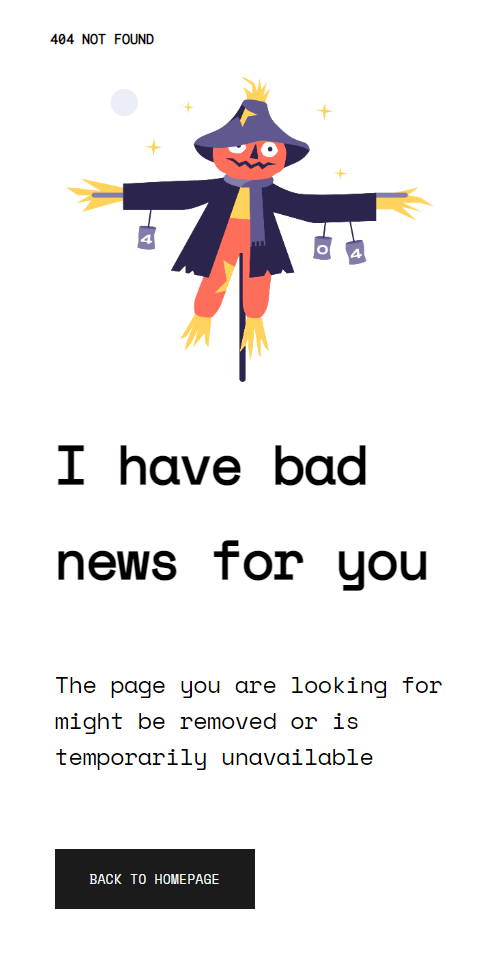 404 NOT FOUND
4 0 4
I have bad
news for you
The page you are looking for
might be removed or is
temporarily unavailable
BACK TO HOMEPAGE